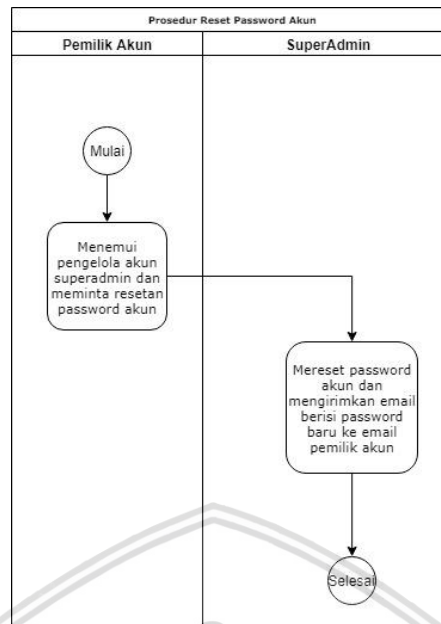 Prosedur Reset Password Akun
Pemilik Akun
SuperAdmin
Mulai
Menemui
pengelola akun
superadmin dan
meminta resetan
password akun
Mereset password
akun dan
mengirimkan email
berisi password
baru ke email
pemilik akun
Selesai